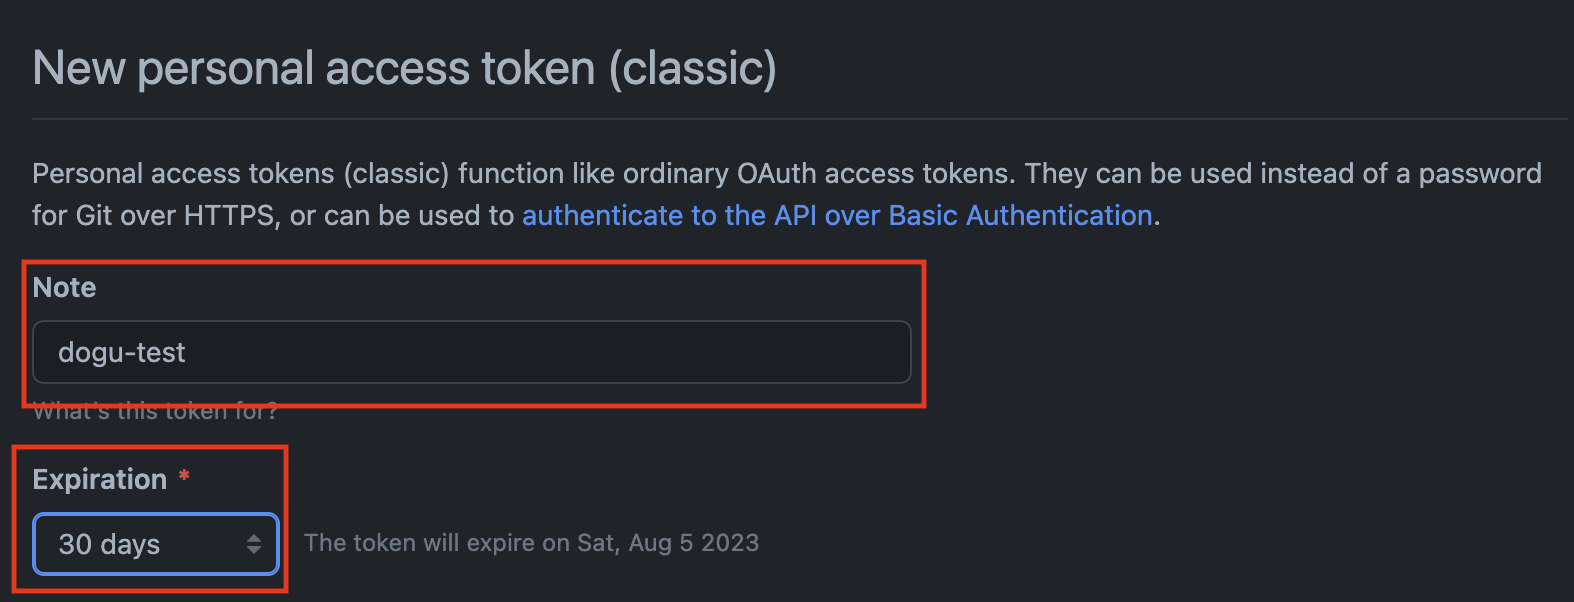 New personal access token (classic)
Personal access tokens (classic) function like ordinary OAuth access tokens. They can be used instead of a password
for Git over HTTPS, or can be used to authenticate to the API over Basic Authentication.
Note
dogu-test
What's this token for?
Expiration *
30 days The token will expire on Sat, Aug 5 2023